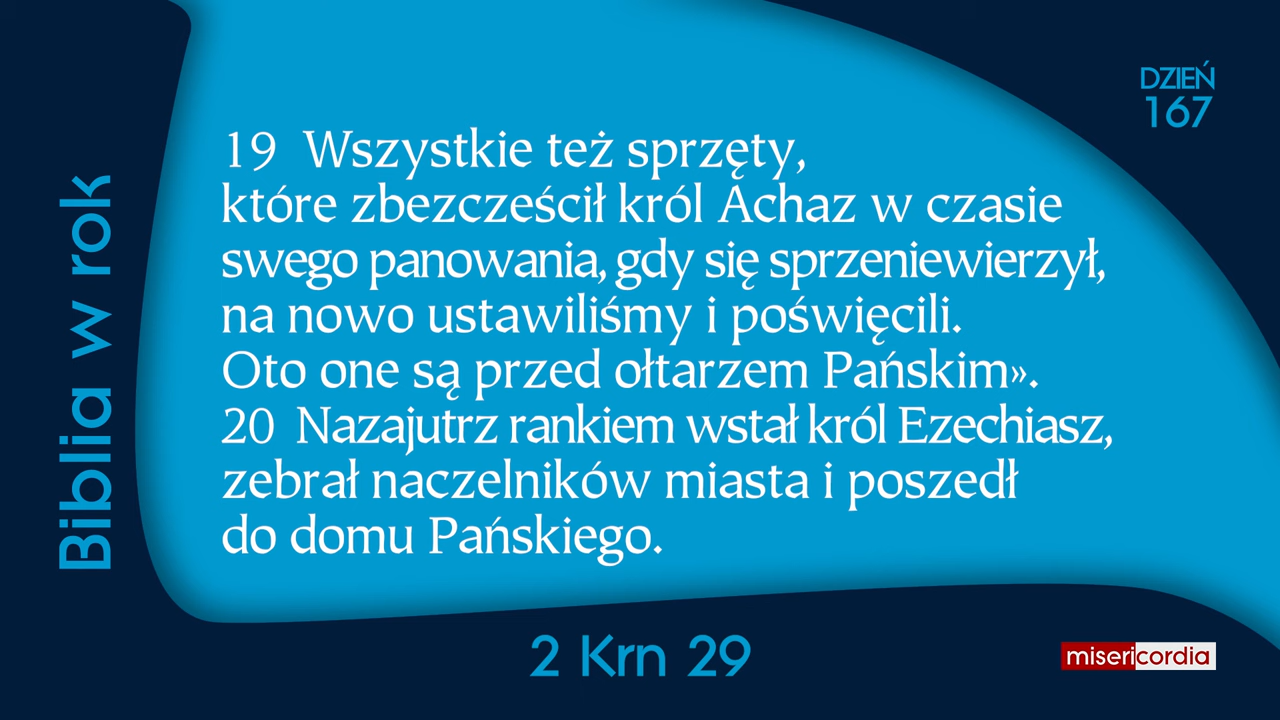 DZIEŃ
167
Biblia w rok
19 Wszystkie też sprzęty,
które zbezcześcił król Achaz w czasie
swego panowania, gdy się sprzeniewierzył,
na nowo ustawiliśmy i poświęcili.
Oto one są przed ołtarzem Pańskim».
20 Nazajutrz rankiem wstał król Ezechiasz,
zebrał naczelników miasta i poszedł
do domu Pańskiego.
2 Krn 29
misericordia